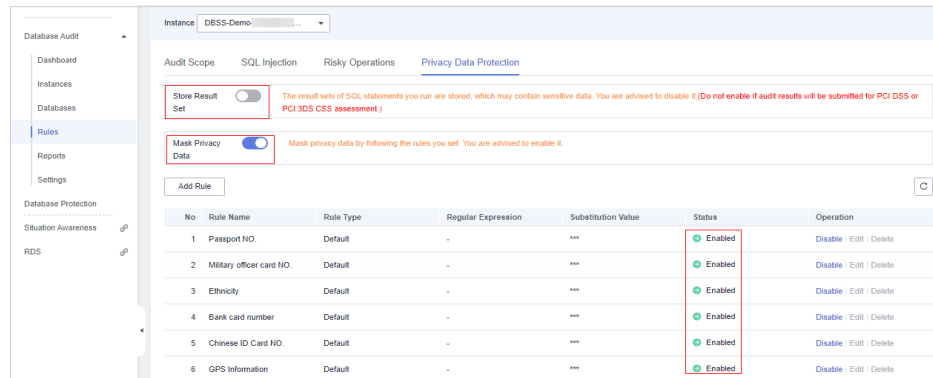 Instance DBSS-Demo- ...
Database Audit
Dashboard
Instances
Databases
Rules
Reports
Settings
Database Protection
Situation Awareness
RDS
Audit Scope SQL Injection Risky Operations Privacy Data Protection
Store Result Set
The result sets of SQL statements you run are stored, which may contain sensitive data. You are advised to disable it.(Do not enable if audit results will be submitted for PCI DSS or
PCI 3DS CSS assessment.)
Mask Privacy Data
Mask privacy data by following the rules you set. You are advised to enable it.
Add Rule
No Rule Name Rule Type Regular Expression Substitution Value Status Operation
1 Passport NO. Default - *** Enabled Disable | Edit | Delete
2 Military officer card NO. Default - *** Enabled Disable | Edit | Delete
3 Ethnicity Default - *** Enabled Disable | Edit | Delete
4 Bank card number Default - *** Enabled Disable | Edit | Delete
5 Chinese ID Card NO. Default - *** Enabled Disable | Edit | Delete
6 GPS Information Default - *** Enabled Disable | Edit | Delete